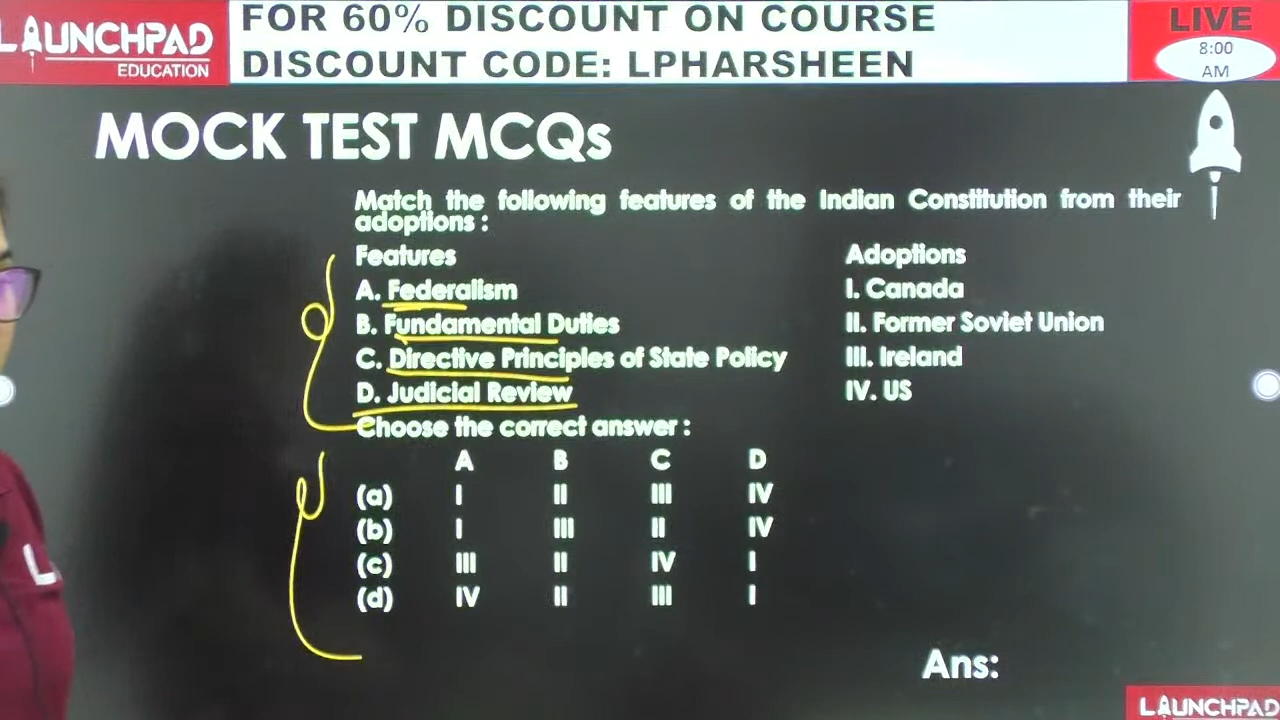 LAUNCHPAD
EDUCATION
FOR 60% DISCOUNT ON COURSE
DISCOUNT CODE: LPHARSHEEN
LIVE
8:00
AM
MOCK TEST MCQs
Match the following features of the Indian Constitution from their
adoptions :
Features Adoptions
A. Federalism I. Canada
B. Fundamental Duties II. Former Soviet Union
C. Directive Principles of State Policy III. Ireland
D. Judicial Review IV. US
Choose the correct answer :
A B C D
(a) I II III IV
(b) I III II IV
(c) III II IV I
(d) IV II III I
Ans:
L
LAUNCHPAD